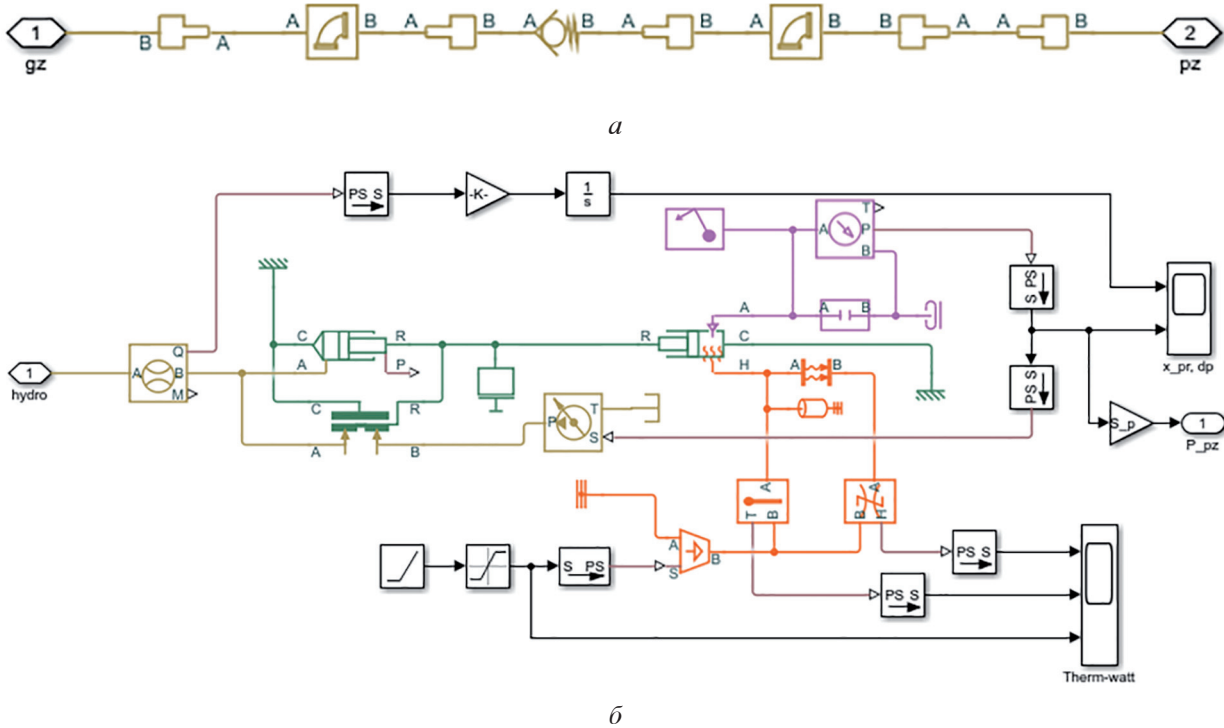 A B A B A B A B A B B A A B
1 B A 2
gz pz
а
PS S -K- 1
s
T
A P
B
S PS
A A B
C R R C
Q
A B A P H A B
1 M x_pr, dp
hydro C R T PS S
P
S S_p 1
A B P_pz
A A
T B B H
A
B PS S
S PS S
S PS
Therm-watt
б